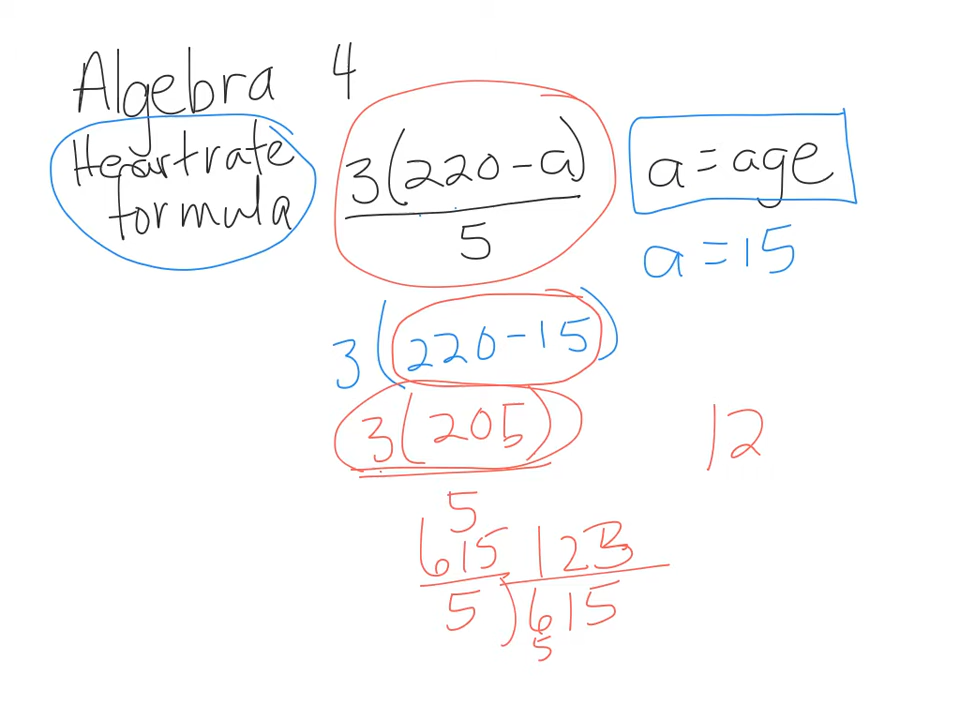 Algebra 4
Heartrate
formula
3(220-a)
5
a=age
a=15
3(220-15)
3(205)
5
12
615
5
123
5)615
5